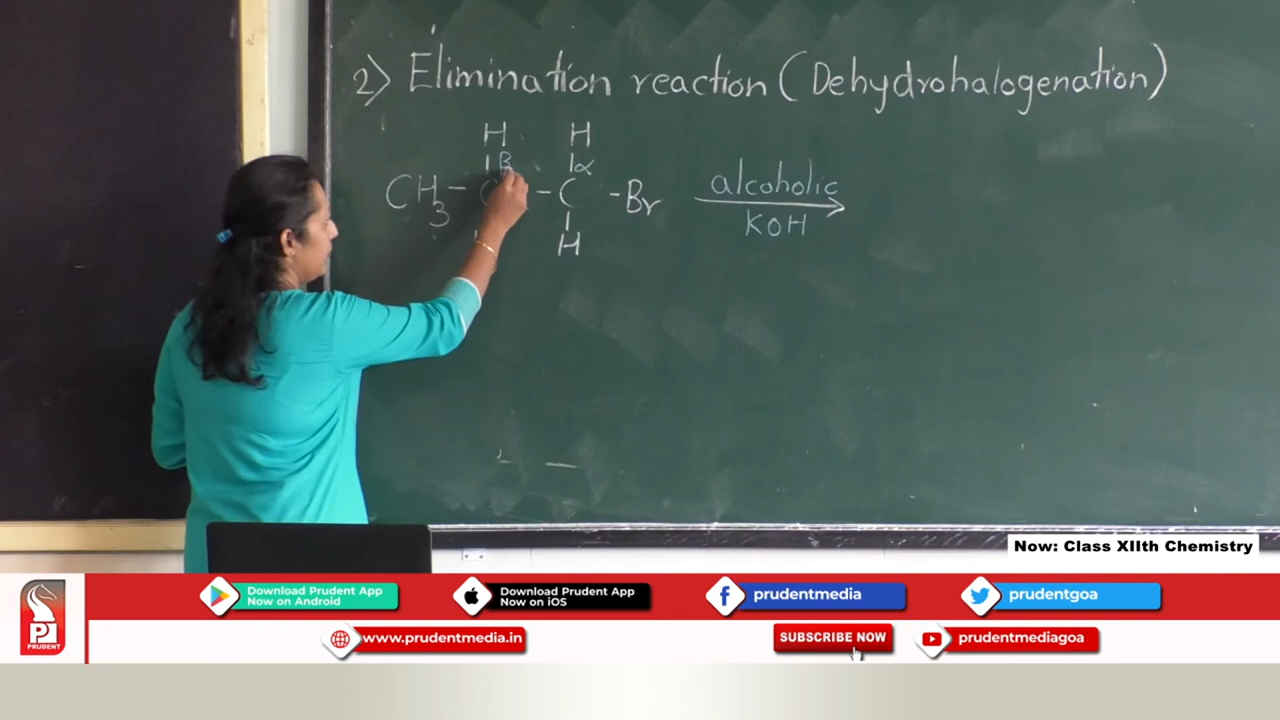 2) Elimination reaction (Dehydrohalogenation)
H H
β α
CH3 - C - C - Br alcoholic
KOH
H
Now: Class XIIth Chemistry
Download Prudent App Now on Android
Download Prudent App Now on iOS
prudentmedia
prudentgoa
PRUDENT
www.prudentmedia.in
SUBSCRIBE NOW
prudentmediagoa